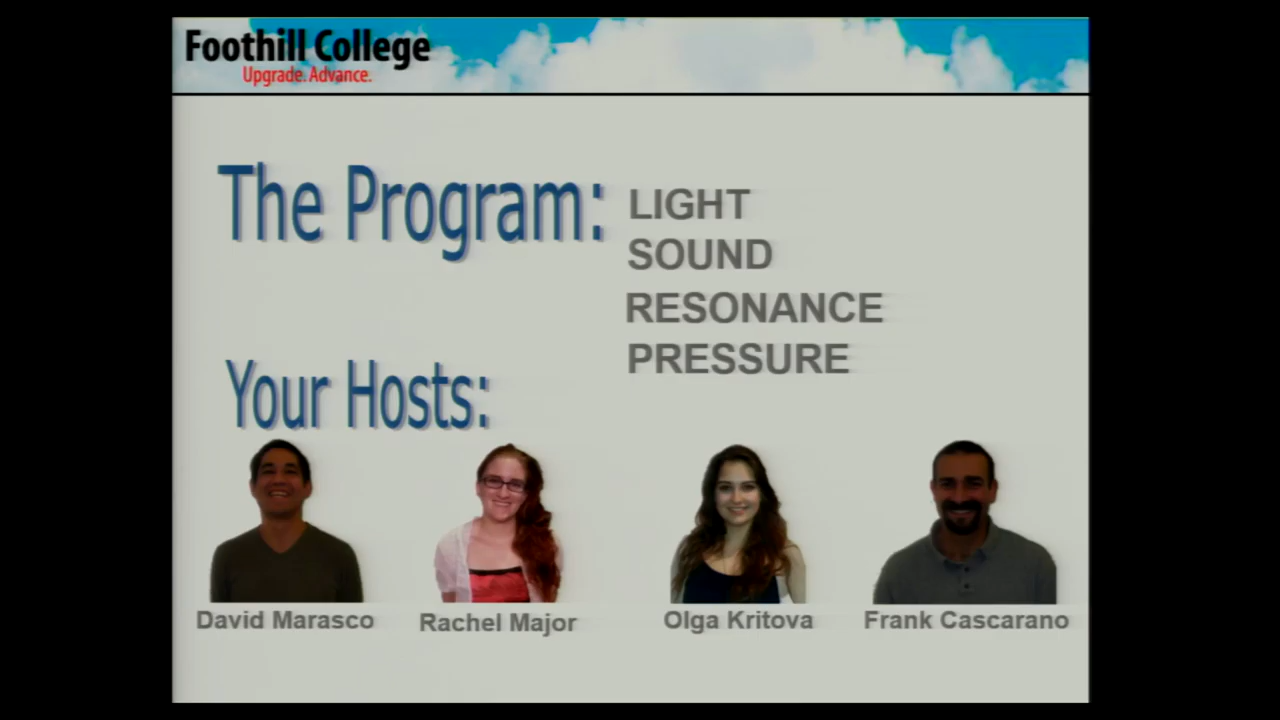 Foothill College
Upgrade. Advance.
The Program:
LIGHT
SOUND
RESONANCE
PRESSURE
Your Hosts:
David Marasco
Rachel Major
Olga Kritova
Frank Cascarano